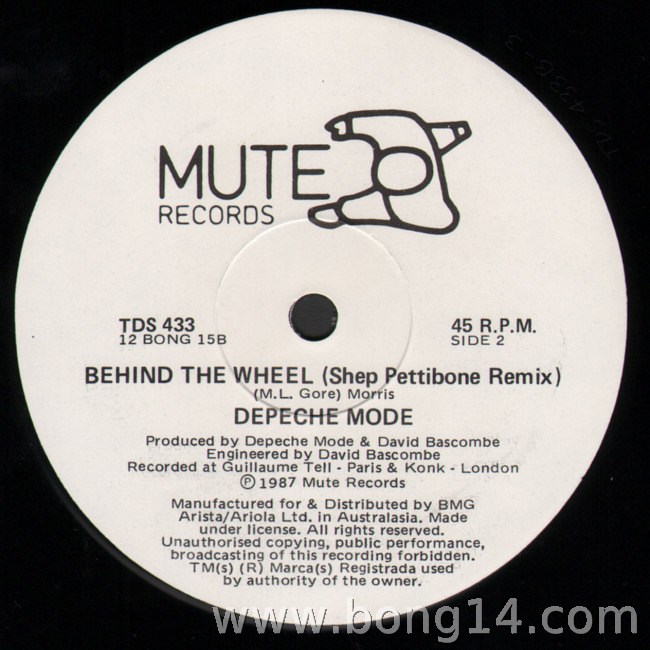 MUTE
RECORDS
TDS 433
12 BONG 15B
45 R.P.M.
SIDE 2
BEHIND THE WHEEL (Shep Pettibone Remix)
(M.L. Gore) Morris
DEPECHE MODE
Produced by Depeche Mode & David Bascombe
Engineered by David Bascombe
Recorded at Guillaume Tell - Paris & Konk - London
Ⓟ 1987 Mute Records
Manufactured for & Distributed by BMG
Arista/Ariola Ltd. in Australasia. Made
under license. All rights reserved.
Unauthorised copying, public performance,
broadcasting of this recording forbidden.
TM(s) (R) Marca(s) Registrada used
by authority of the owner.
www.bong14.com